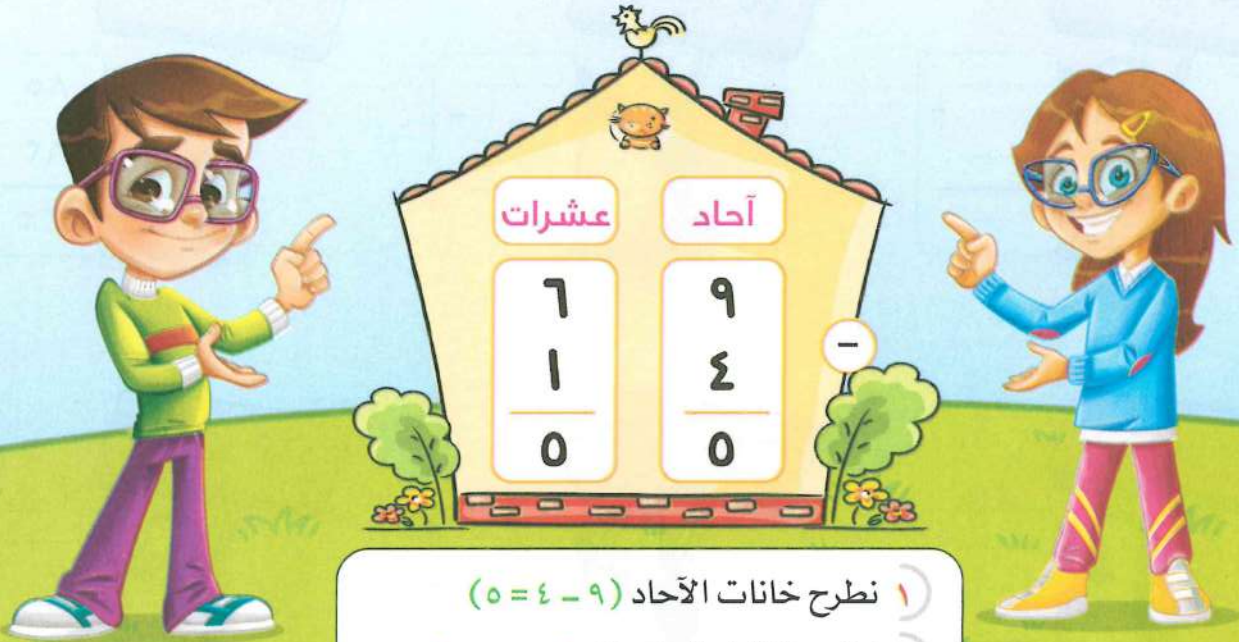 آحاد عشرات
٩ ٦
-
٤ ١
٥ ٥
١ نطرح خانات الآحاد (٩ – ٤ = ٥)